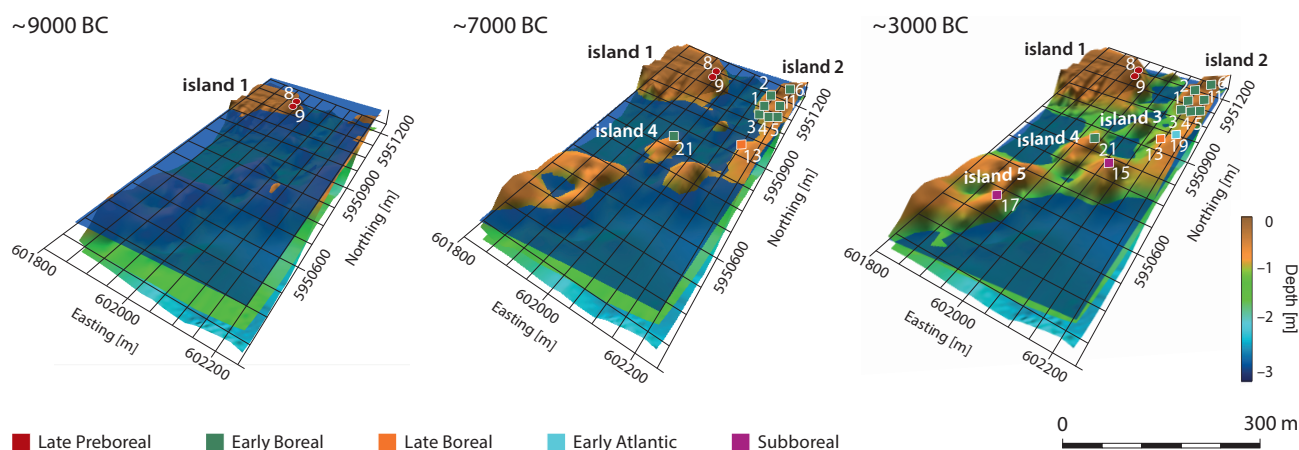 ~9000 BC
island 1
8
9
5951200
5950900
Northing [m]
5950600
601800
602000
Easting [m]
602200
~7000 BC
island 1
8
9
island 2
2
6
1
11
3 4 5
island 4
21
13
5951200
5950900
Northing [m]
5950600
601800
602000
Easting [m]
602200
~3000 BC
island 1
8
9
island 2
2
6
1
11
3 4 5
island 3
island 4
21
13
19
15
island 5
17
5951200
5950900
Northing [m]
5950600
601800
602000
Easting [m]
602200
0
–1
–2
–3
Depth [m]
Late Preboreal
Early Boreal
Late Boreal
Early Atlantic
Subboreal
0 300 m